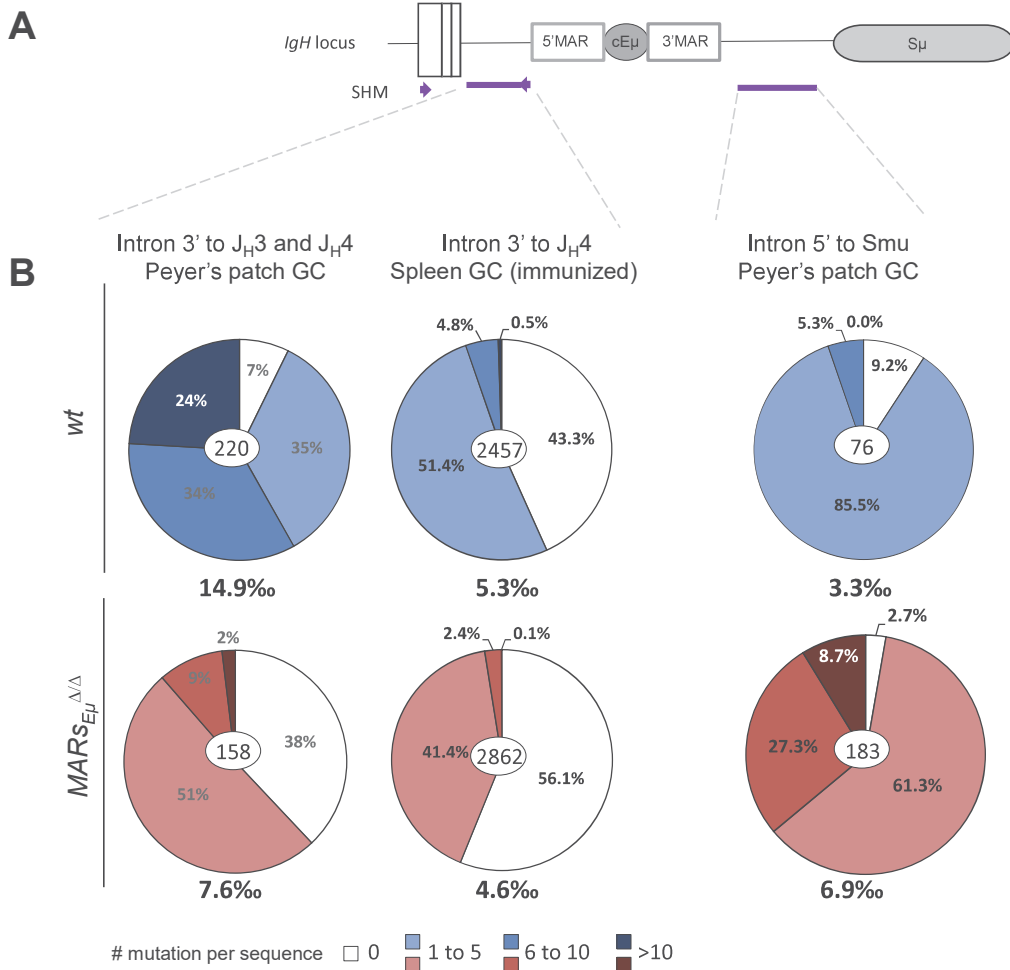 A
IgH locus
5'MAR
cEμ
3'MAR
Sμ
SHM
B
Intron 3' to JH3 and JH4
Peyer's patch GC
Intron 3' to JH4
Spleen GC (immunized)
Intron 5' to Smu
Peyer's patch GC
wt
7%
35%
34%
24%
220
14.9‰
4.8%
0.5%
43.3%
51.4%
2457
5.3‰
5.3%
0.0%
9.2%
85.5%
76
3.3‰
MARsEμ Δ/Δ
2%
9%
38%
51%
158
7.6‰
2.4%
0.1%
56.1%
41.4%
2862
4.6‰
2.7%
8.7%
27.3%
61.3%
183
6.9‰
# mutation per sequence 0 1 to 5 6 to 10 >10